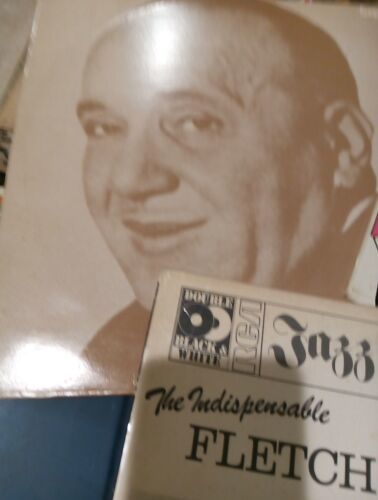 DOUBLE
BLACK &
WHITE
RCA
Jazz
The Indispensable
FLETCH